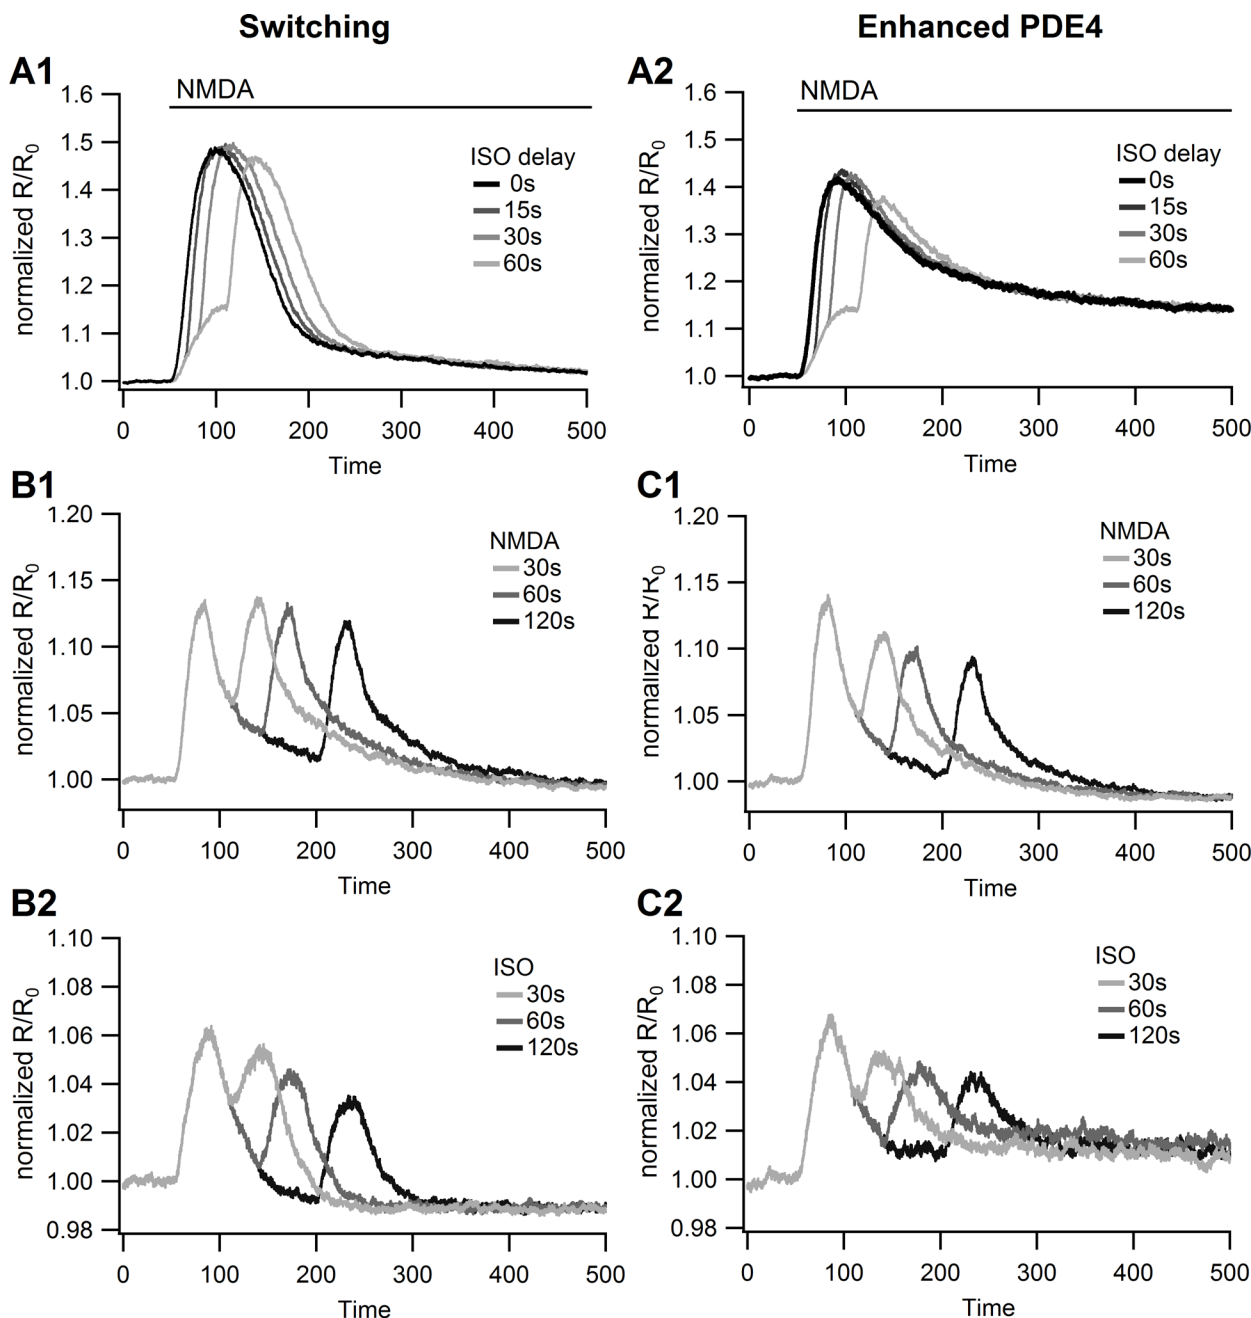 Switching
Enhanced PDE4
A1
NMDA
normalized R/R0
1.6
1.5
1.4
1.3
1.2
1.1
1.0
ISO delay
0s
15s
30s
60s
0 100 200 300 400 500
Time
A2
NMDA
normalized R/R0
1.6
1.5
1.4
1.3
1.2
1.1
1.0
ISO delay
0s
15s
30s
60s
0 100 200 300 400 500
Time
B1
normalized R/R0
1.20
1.15
1.10
1.05
1.00
NMDA
30s
60s
120s
0 100 200 300 400 500
Time
C1
normalized R/R0
1.20
1.15
1.10
1.05
1.00
NMDA
30s
60s
120s
0 100 200 300 400 500
Time
B2
normalized R/R0
1.10
1.08
1.06
1.04
1.02
1.00
0.98
ISO
30s
60s
120s
0 100 200 300 400 500
Time
C2
normalized R/R0
1.10
1.08
1.06
1.04
1.02
1.00
0.98
ISO
30s
60s
120s
0 100 200 300 400 500
Time